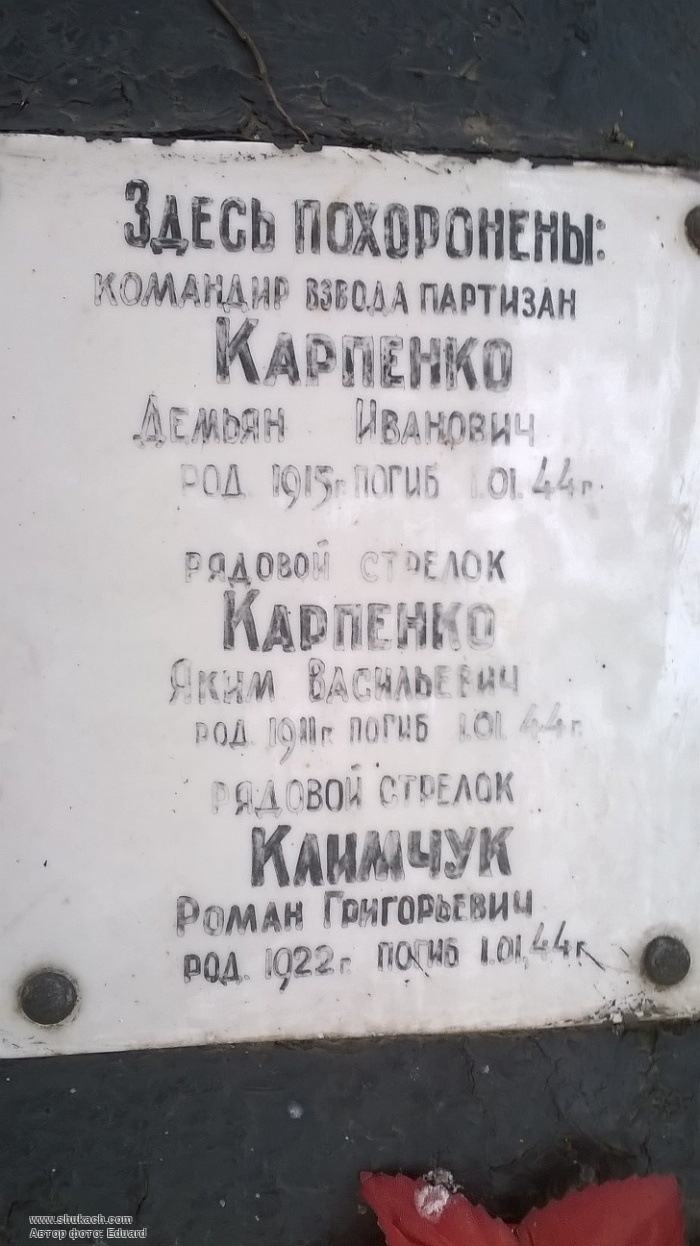 Здесь похоронены:
командир взвода партизан
Карпенко
Демьян Иванович
род 1915г. погиб 1.01.44г.
рядовой стрелок
Карпенко
Яким Васильевич
род. 1911г. погиб 1.01.44г.
рядовой стрелок
Климчук
Роман Григорьевич
род. 1922г. погиб 1.01.44г.
www.shukach.com
Автор фото: Eduard